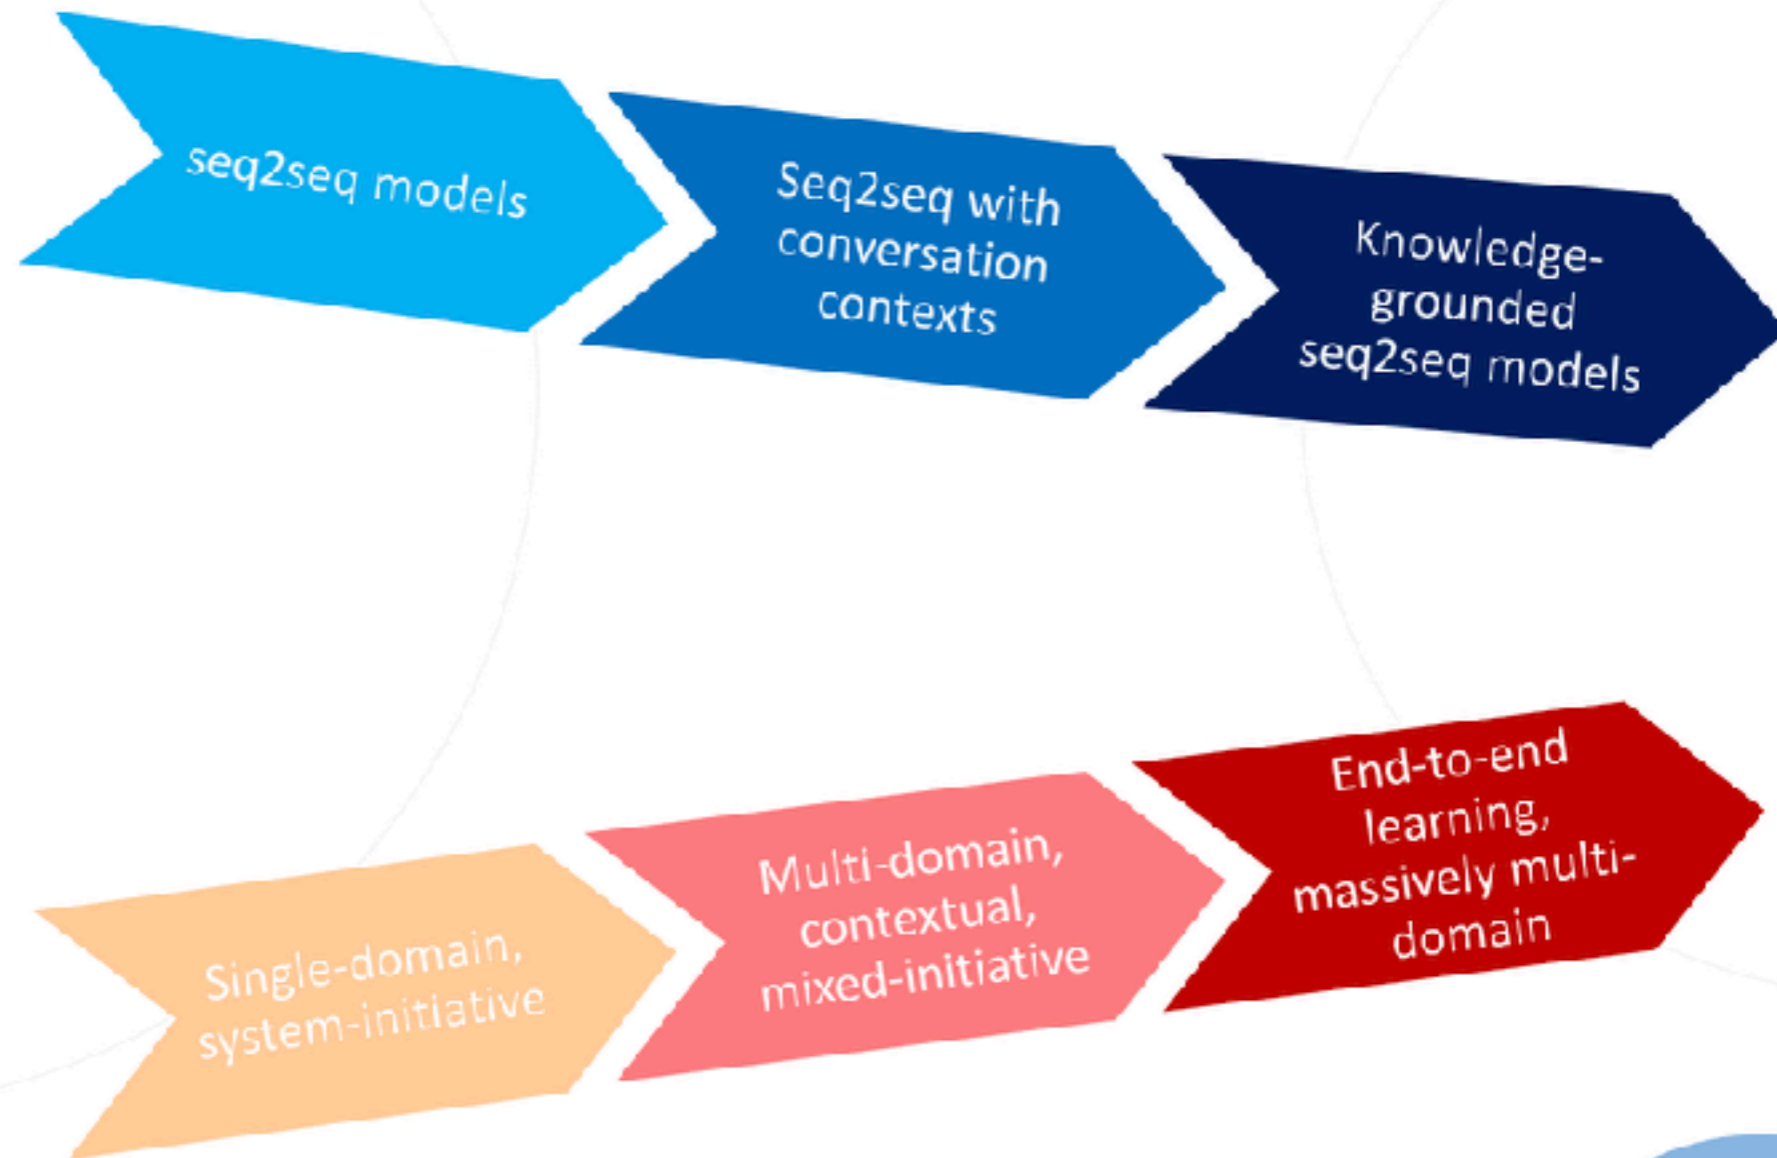 seq2seq models
Seq2seq with
conversation
contexts
Knowledge-
grounded
seq2seq models
Single-domain,
system-initiative
Multi-domain,
contextual,
mixed-initiative
End-to-end
learning,
massively multi-
domain